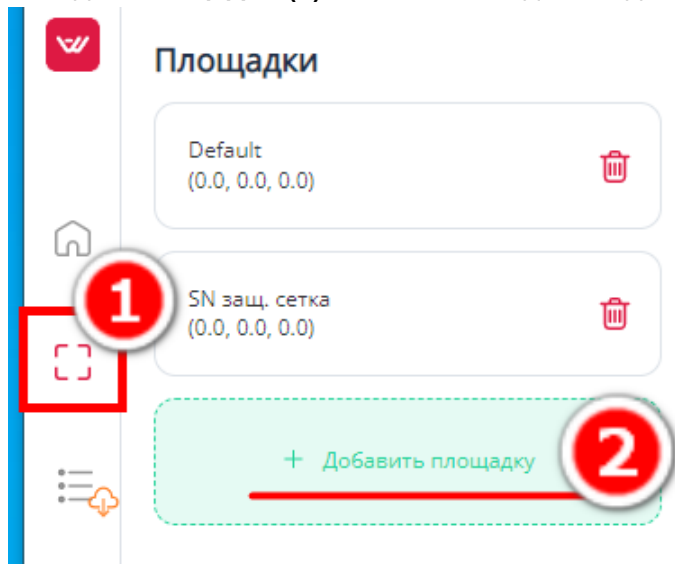 Площадки
Default
(0.0, 0.0, 0.0)
1
SN защ. сетка
(0.0, 0.0, 0.0)
+ Добавить площадку
2